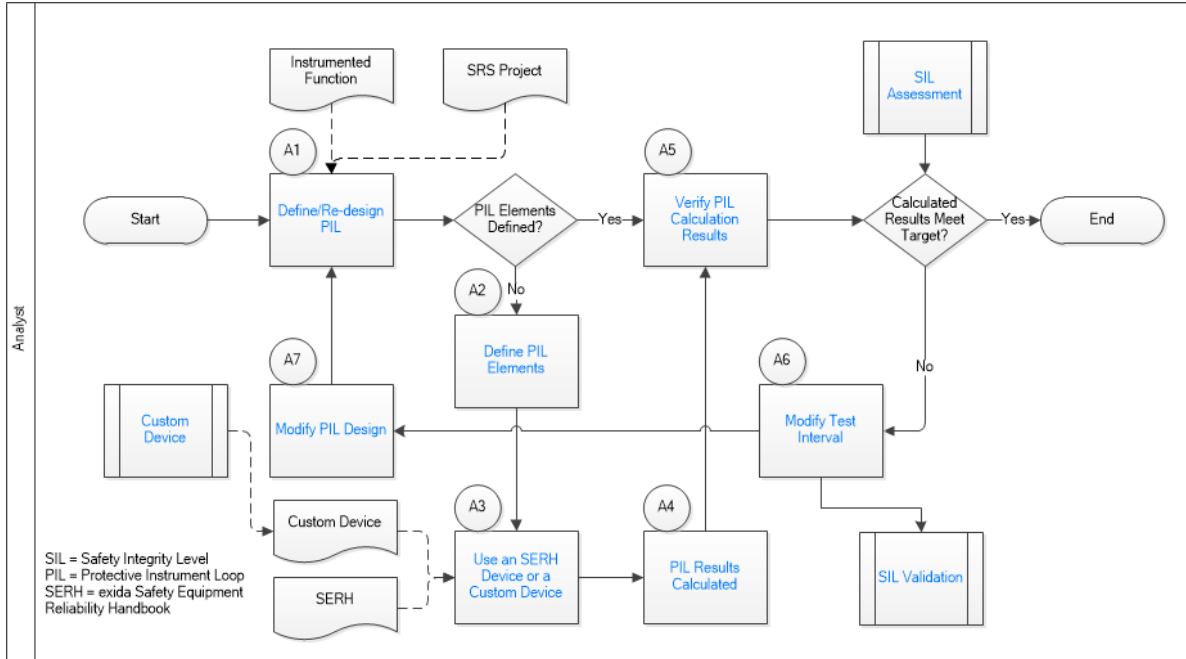 Analyst
Instrumented
Function
SRS Project
SIL
Assessment
A1
A5
Start
Define/Re-design
PIL
PIL Elements
Defined?
Yes
Verify PIL
Calculation
Results
Calculated
Results Meet
Target?
Yes
End
No
A2
Define PIL
Elements
No
A7
A6
Custom
Device
Modify PIL Design
Modify Test
Interval
A3
A4
Custom Device
Use an SERH
Device or a
Custom Device
PIL Results
Calculated
SIL Validation
SERH
SIL = Safety Integrity Level
PIL = Protective Instrument Loop
SERH = exida Safety Equipment
Reliability Handbook